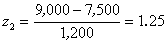 z₂ = (9,000 − 7,500) / 1,200 = 1.25